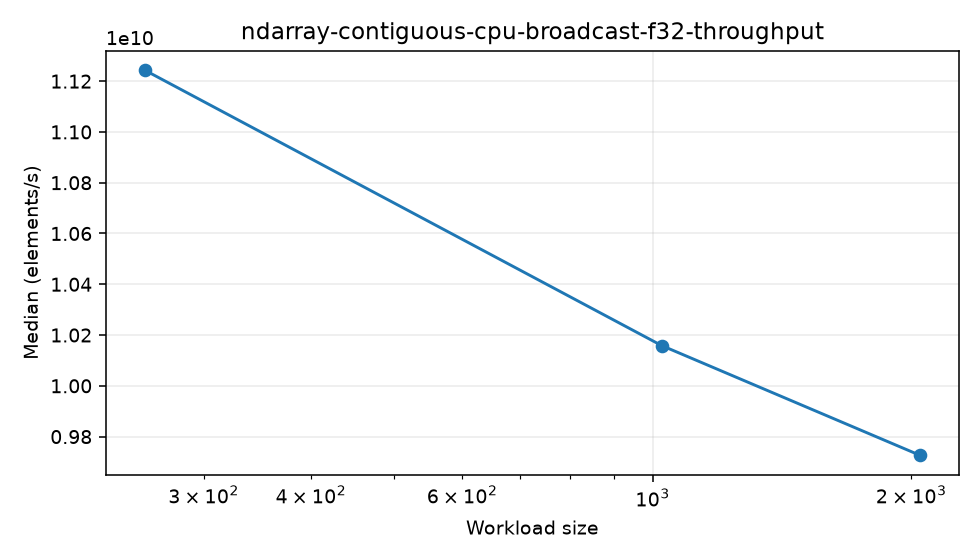 ndarray-contiguous-cpu-broadcast-f32-throughput
1e10
1.12
1.10
1.08
1.06
1.04
1.02
1.00
0.98
Median (elements/s)
3 × 10² 4 × 10² 6 × 10² 10³ 2 × 10³
Workload size